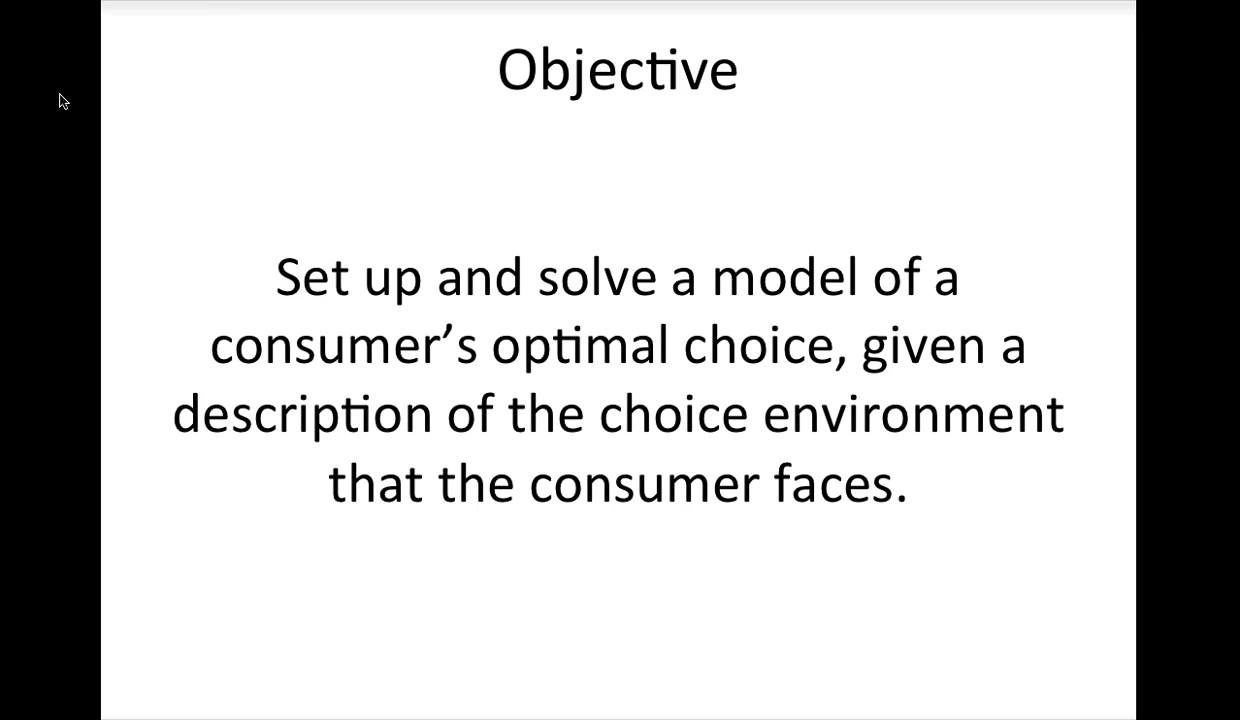 Objective
Set up and solve a model of a
consumer’s optimal choice, given a
description of the choice environment
that the consumer faces.